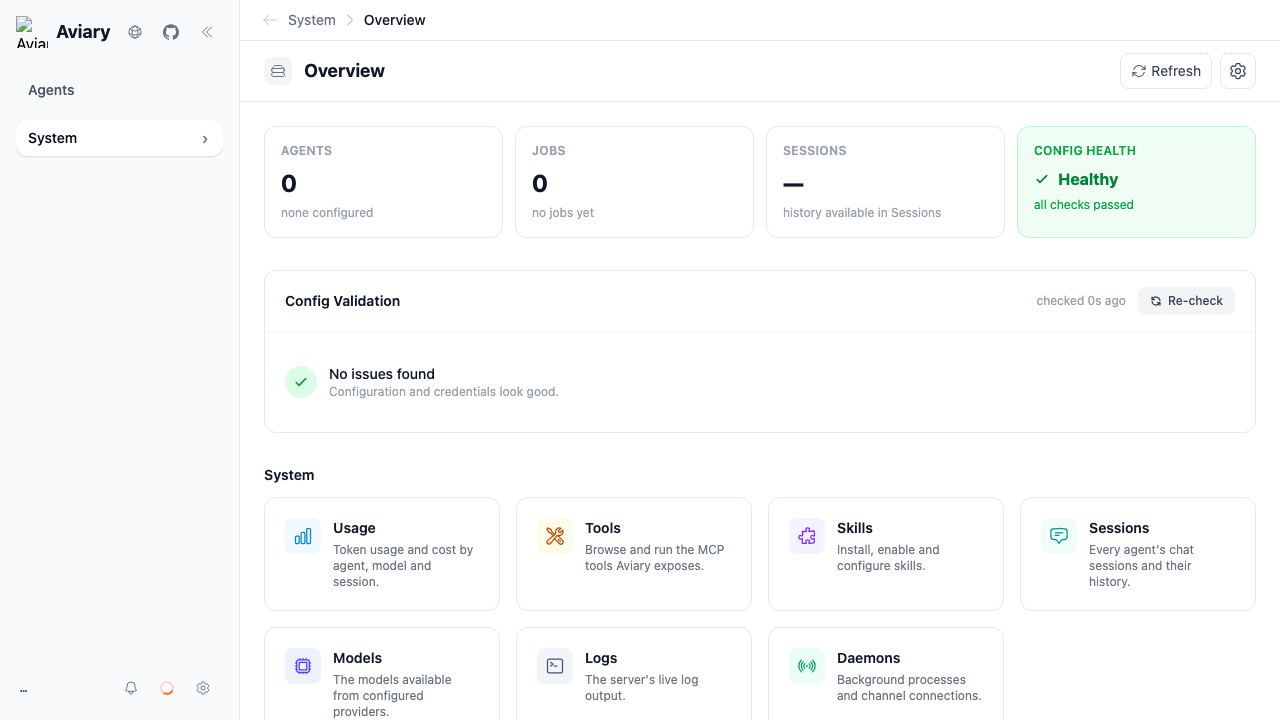 Aviary
System
Overview
Overview
Refresh
Agents
System
AGENTS
0
none configured
JOBS
0
no jobs yet
SESSIONS
—
history available in Sessions
CONFIG HEALTH
Healthy
all checks passed
Config Validation
checked 0s ago
Re-check
No issues found
Configuration and credentials look good.
System
Usage
Token usage and cost by
agent, model and
session.
Tools
Browse and run the MCP
tools Aviary exposes.
Skills
Install, enable and
configure skills.
Sessions
Every agent's chat
sessions and their
history.
Models
The models available
from configured
providers.
Logs
The server's live log
output.
Daemons
Background processes
and channel connections.
...